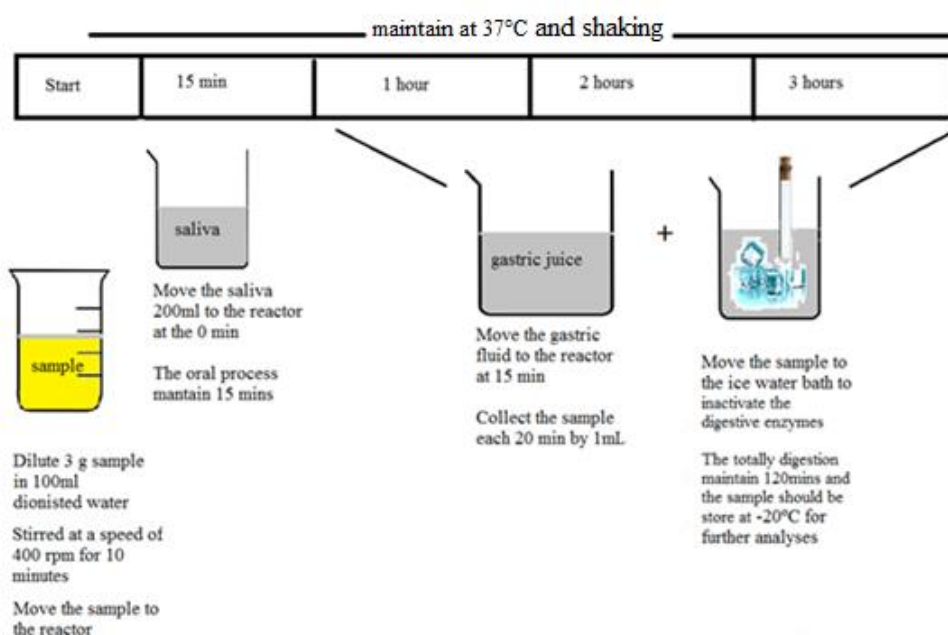 maintain at 37°C and shaking
Start
15 min
1 hour
2 hours
3 hours
saliva
Move the saliva
200ml to the reactor
at the 0 min
The oral process
mantain 15 mins
sample
Dilute 3 g sample
in 100ml
dionisted water
Stirred at a speed of
400 rpm for 10
minutes
Move the sample to
the reactor
gastric juice
Move the gastric
fluid to the reactor
at 15 min
Collect the sample
each 20 min by 1mL
+
Move the sample to
the ice water bath to
inactivate the
digestive enzymes
The totally digestion
maintain 120mins and
the sample should be
store at -20°C for
further analyses